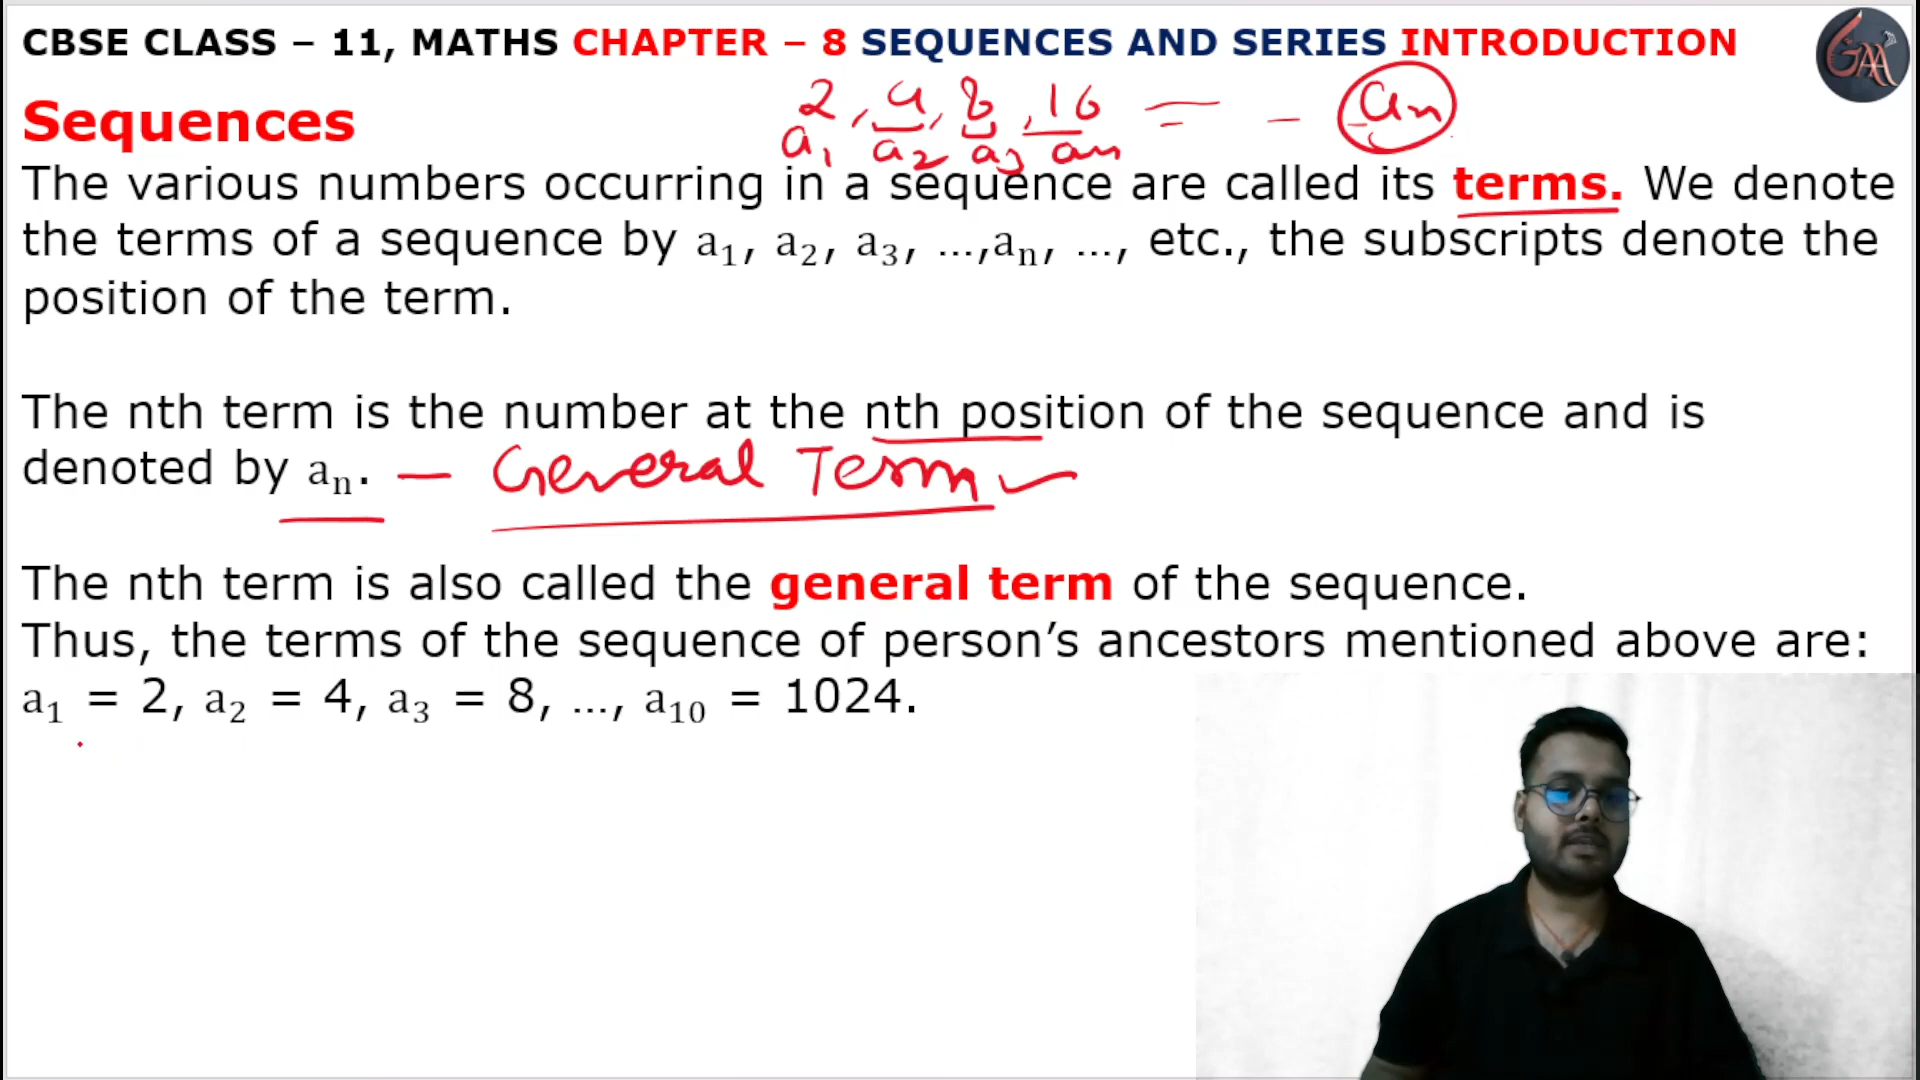 CBSE CLASS – 11, MATHS CHAPTER – 8 SEQUENCES AND SERIES INTRODUCTION
Sequences
2, 4, 8, 16 = - an
a1 a2 a3 an
The various numbers occurring in a sequence are called its terms. We denote
the terms of a sequence by a₁, a₂, a₃, …,aₙ, …, etc., the subscripts denote the
position of the term.
The nth term is the number at the nth position of the sequence and is
denoted by aₙ. — General Term
The nth term is also called the general term of the sequence.
Thus, the terms of the sequence of person’s ancestors mentioned above are:
a₁ = 2, a₂ = 4, a₃ = 8, …, a₁₀ = 1024.